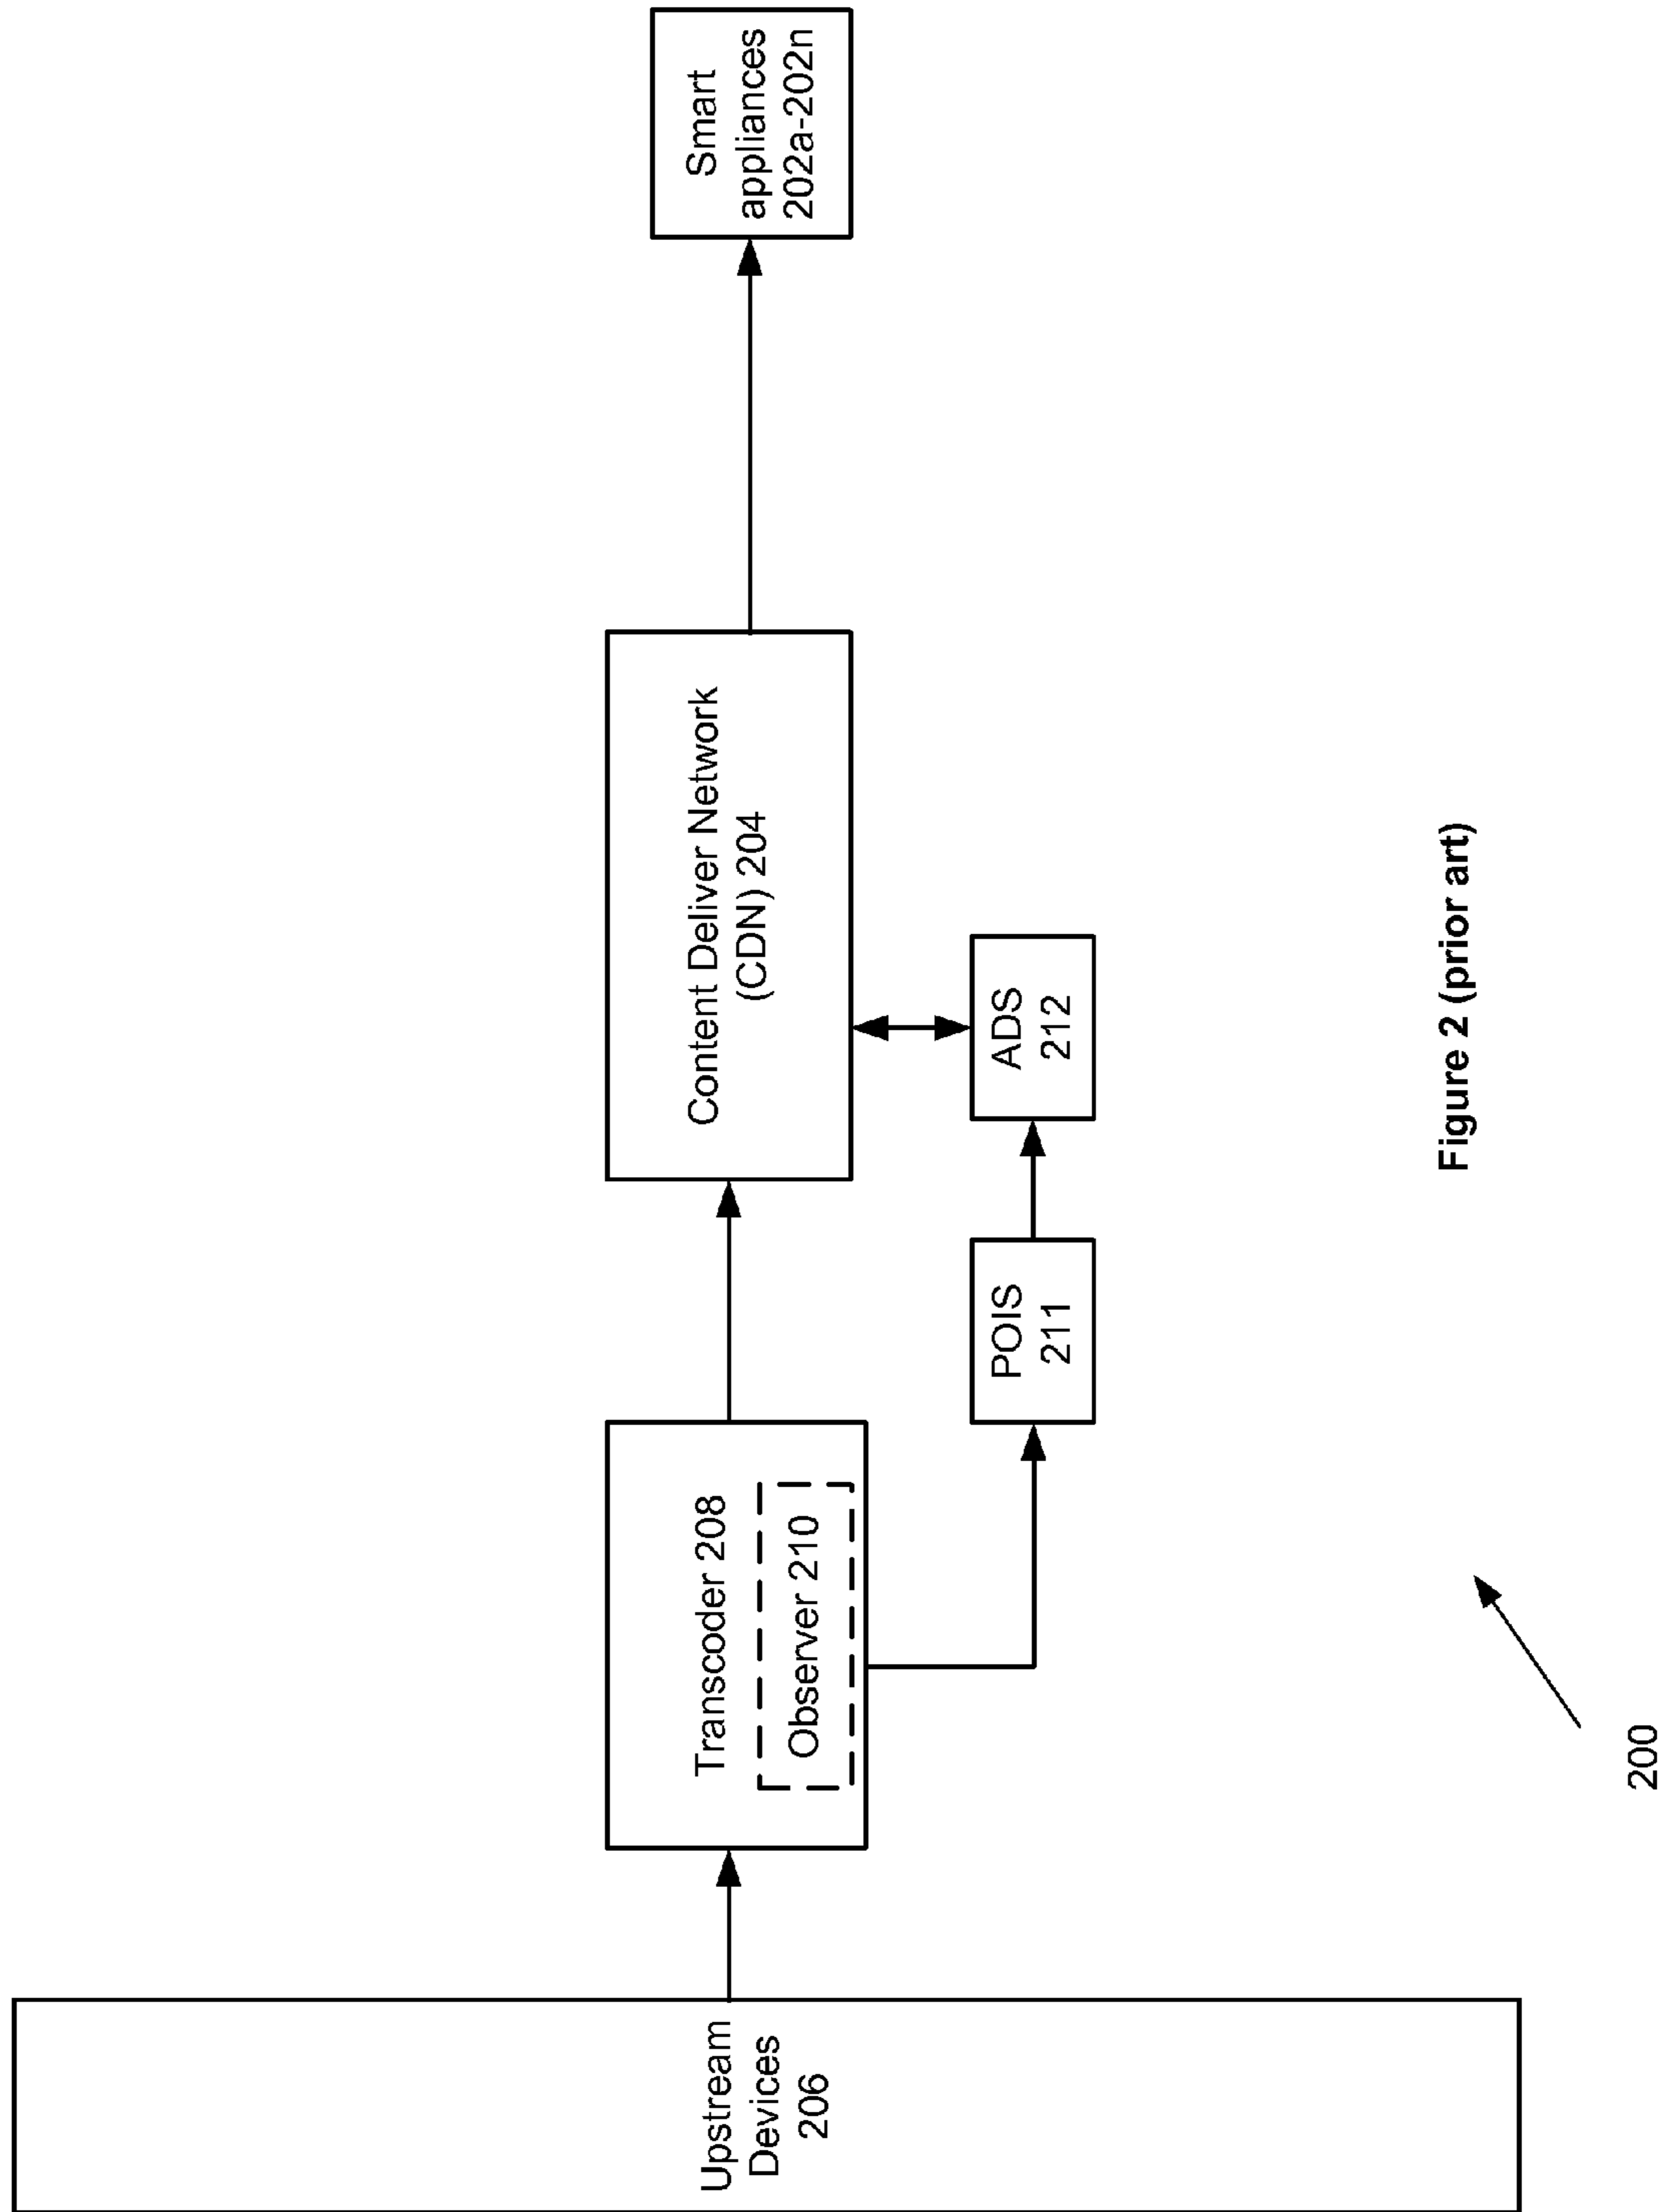 Upstream
Devices
206
Transcoder 208
Observer 210
POIS
211
ADS
212
Content Deliver Network
(CDN) 204
Smart
appliances
202a-202n
200
Figure 2 (prior art)